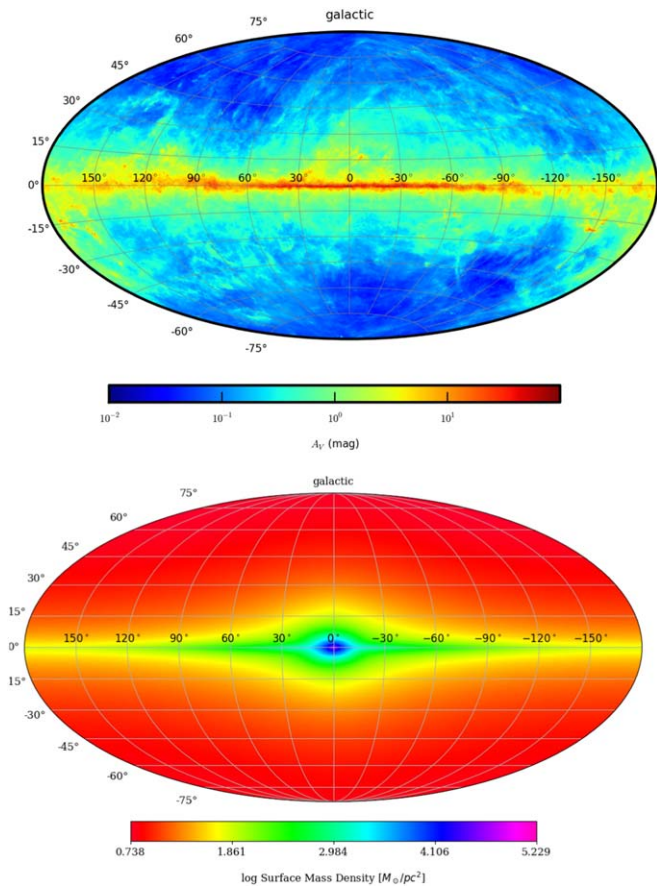 galactic
75°
60°
45°
30°
15°
0°
-15°
-30°
-45°
-60°
-75°
150° 120° 90° 60° 30° 0° -30° -60° -90° -120° -150°
10⁻² 10⁻¹ 10⁰ 10¹
A_V (mag)
galactic
75°
60°
45°
30°
15°
0°
15°
-30°
-45°
-60°
-75°
150° 120° 90° 60° 30° 0° −30° −60° −90° −120° −150°
0.738 1.861 2.984 4.106 5.229
log Surface Mass Density [M_⊙/pc²]